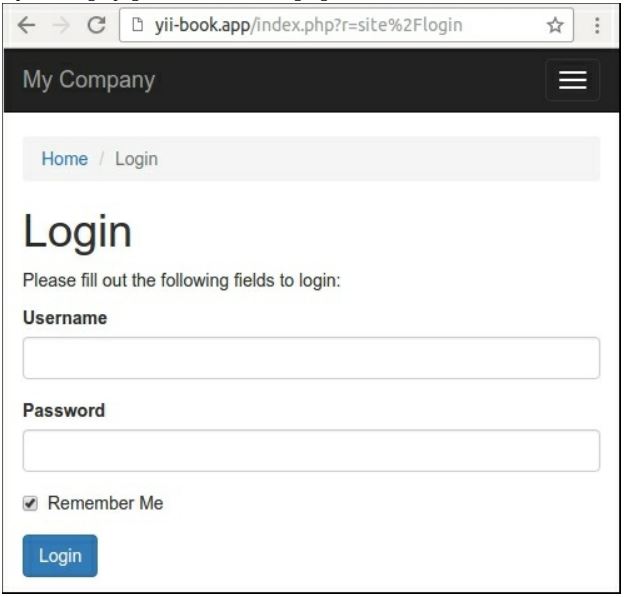 yii-book.app/index.php?r=site%2Flogin
My Company
Home / Login
Login
Please fill out the following fields to login:
Username
Password
Remember Me
Login